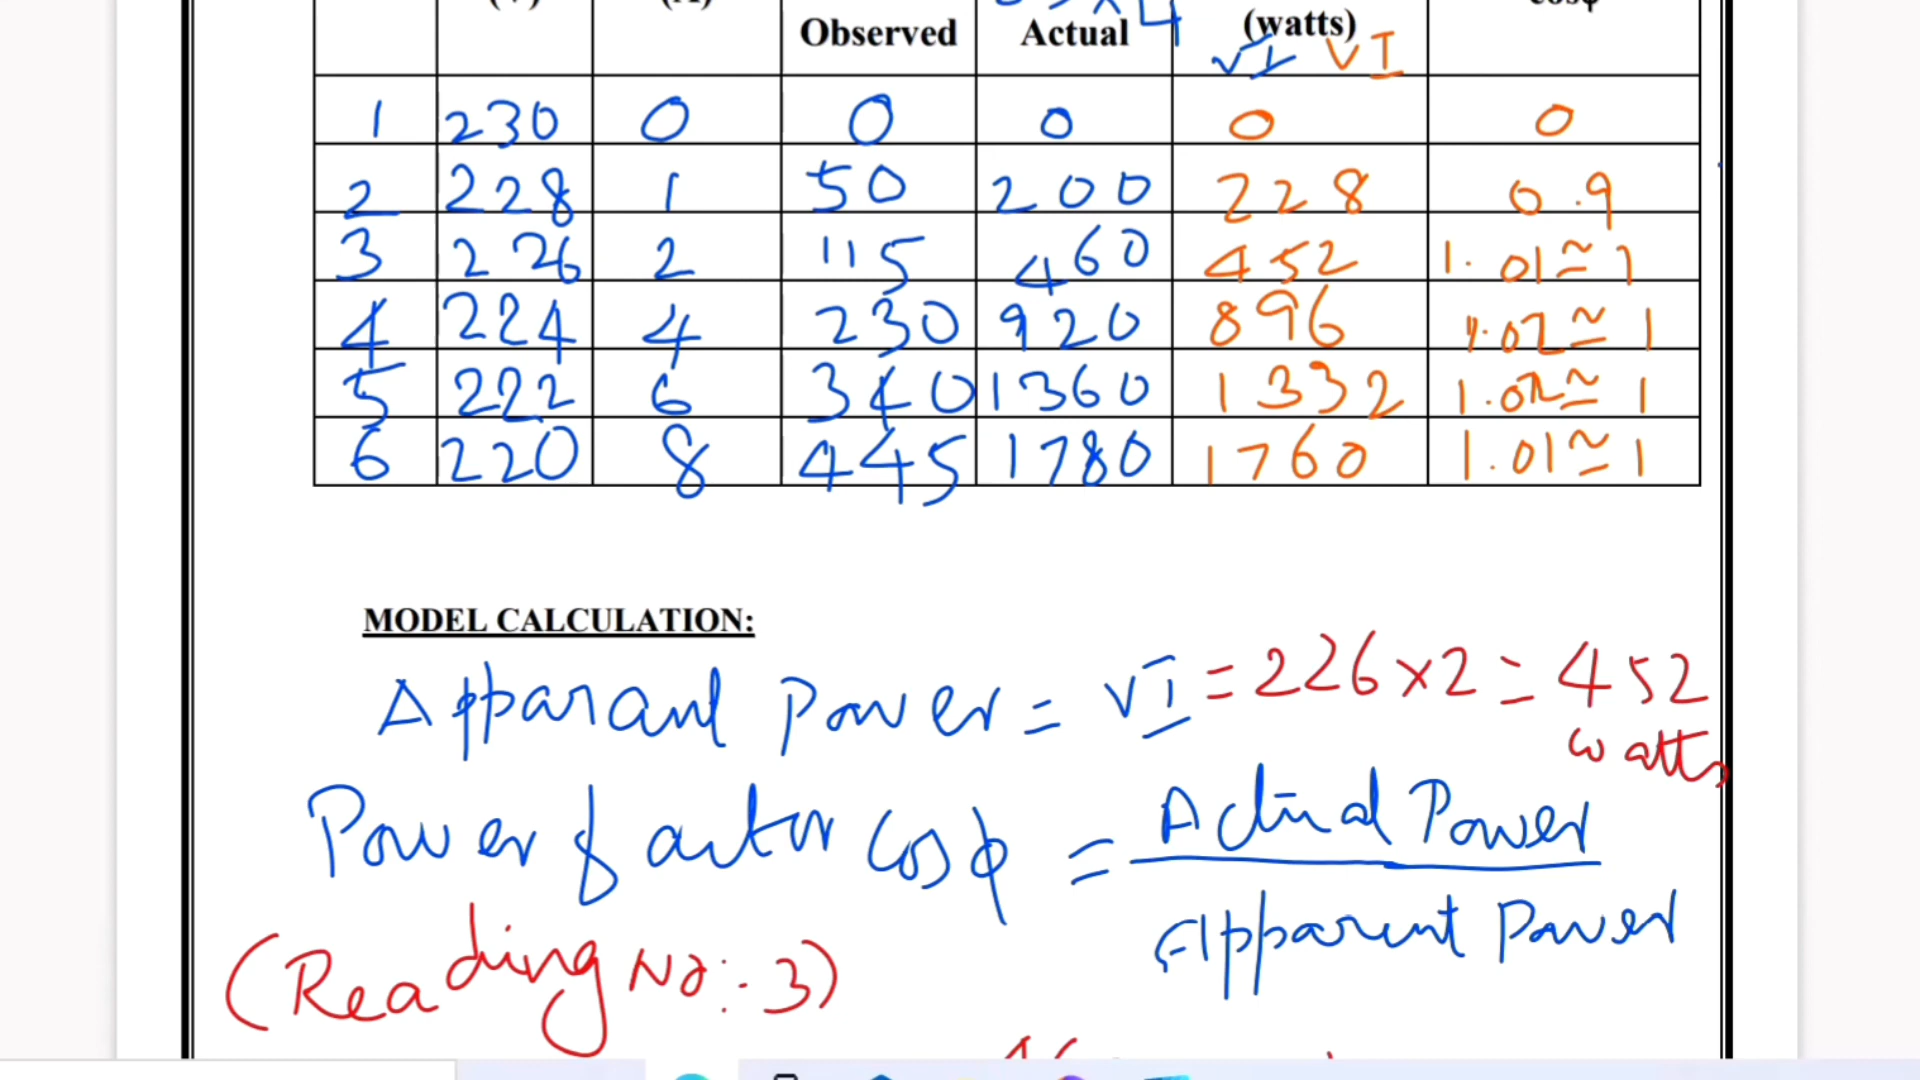 (V) (A) cosφ
Observed Actual 4 (watts)
VI VI
1 230 0 0 0 0 0
2 228 1 50 200 228 0.9
3 226 2 115 460 452 1.01≃1
4 224 4 230 920 896 1.02≃1
5 222 6 340 1360 1332 1.02≃1
6 220 8 445 1780 1760 1.01≃1
MODEL CALCULATION:
Apparant Power = VI = 226×2 = 452
watts
Power factor cosφ = Actual Power
Apparent Power
(Reading No:-3)